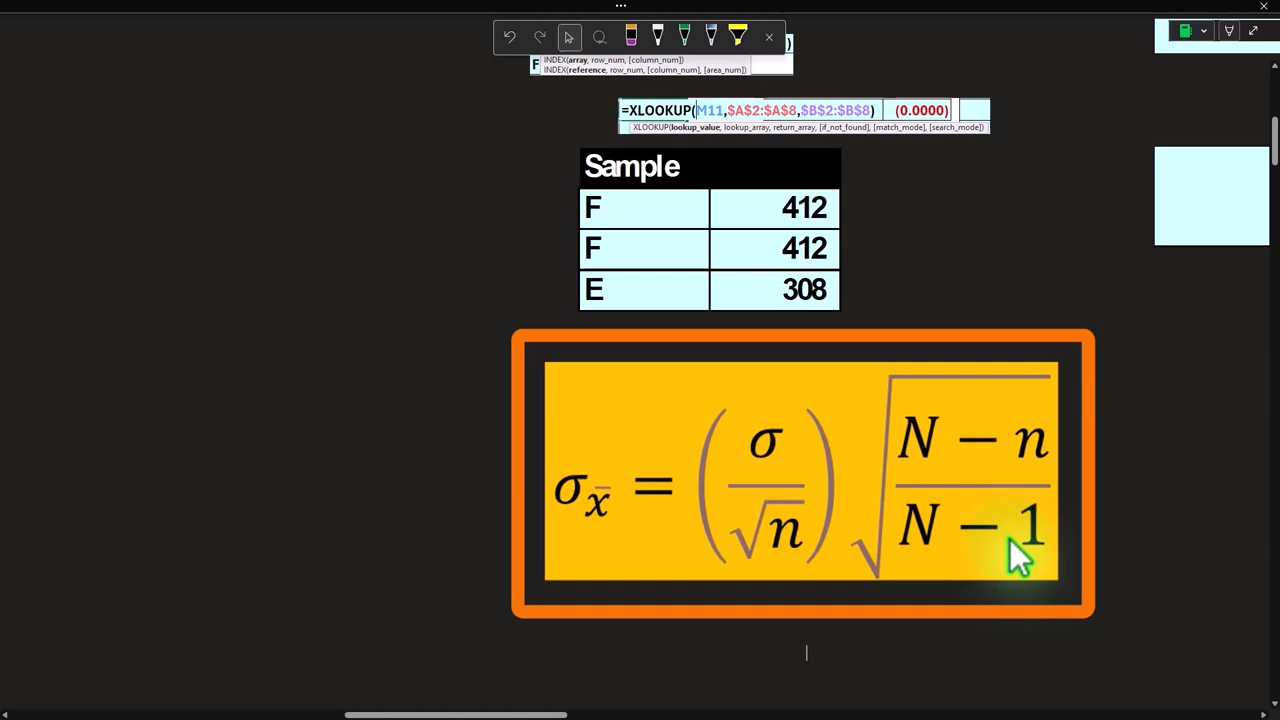 )
F INDEX(array, row_num, [column_num])
INDEX(reference, row_num, [column_num], [area_num])
=XLOOKUP(M11,$A$2:$A$8,$B$2:$B$8) (0.0000)
XLOOKUP(lookup_value, lookup_array, return_array, [if_not_found], [match_mode], [search_mode])
Sample
F 412
F 412
E 308
σx̄ = (σ/√n) √((N − n)/(N − 1))